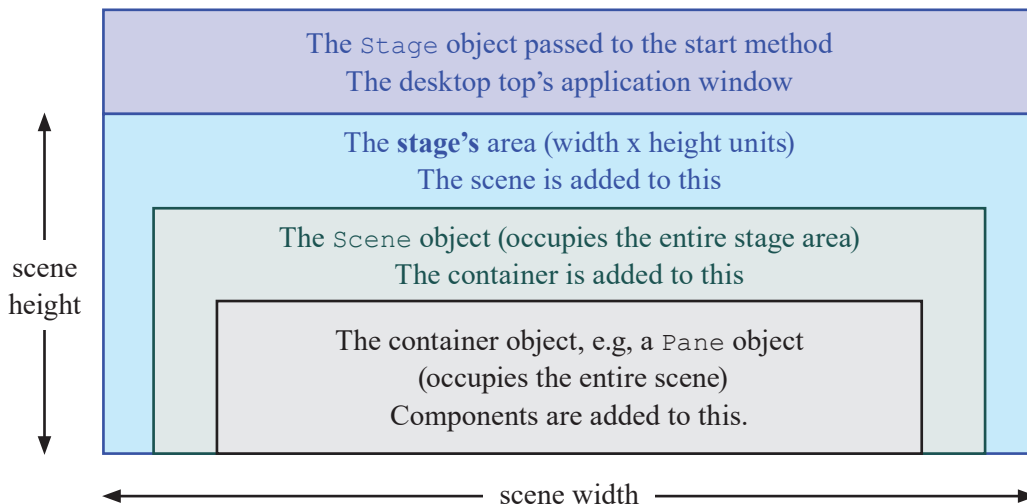 The Stage object passed to the start method
The desktop top's application window
The stage's area (width x height units)
The scene is added to this
The Scene object (occupies the entire stage area)
The container is added to this
scene
height
The container object, e.g, a Pane object
(occupies the entire scene)
Components are added to this.
scene width